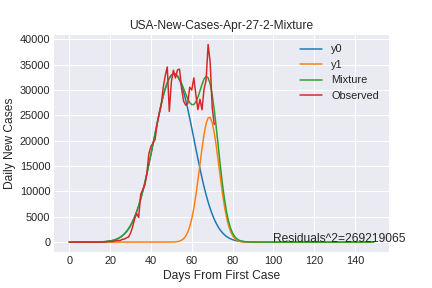 USA-New-Cases-Apr-27-2-Mixture
40000
35000
30000
25000
20000
15000
10000
5000
0
Daily New Cases
y0
y1
Mixture
Observed
Residuals^2=269219065
0 20 40 60 80 100 120 140
Days From First Case